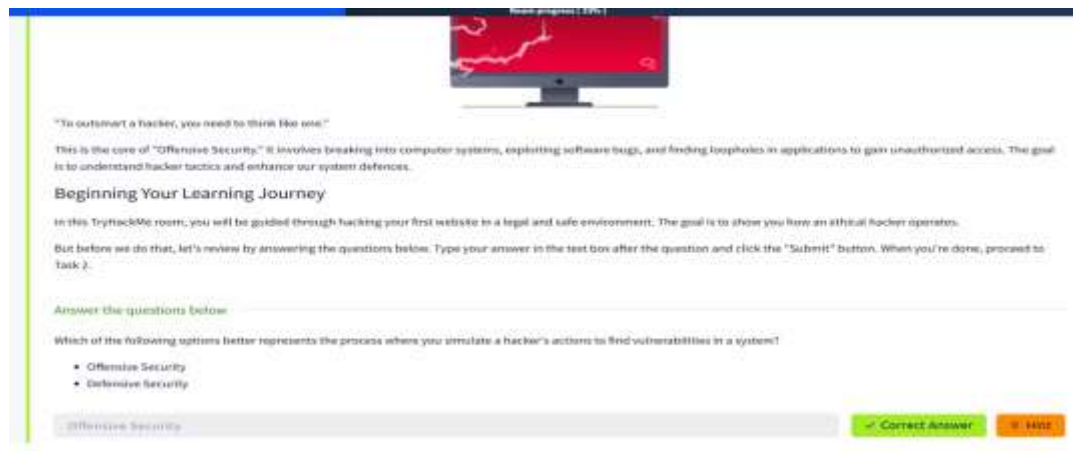 Room progress ( 33% )
"To outsmart a hacker, you need to think like one."
This is the core of "Offensive Security." It involves breaking into computer systems, exploiting software bugs, and finding loopholes in applications to gain unauthorized access. The goal
is to understand hacker tactics and enhance our system defences.
Beginning Your Learning Journey
In this TryHackMe room, you will be guided through hacking your first website in a legal and safe environment. The goal is to show you how an ethical hacker operates.
But before we do that, let's review by answering the questions below. Type your answer in the text box after the question and click the "Submit" button. When you're done, proceed to
Task 2.
Answer the questions below
Which of the following options better represents the process where you simulate a hacker's actions to find vulnerabilities in a system?
• Offensive Security
• Defensive Security
Offensive Security
✓ Correct Answer
Hint